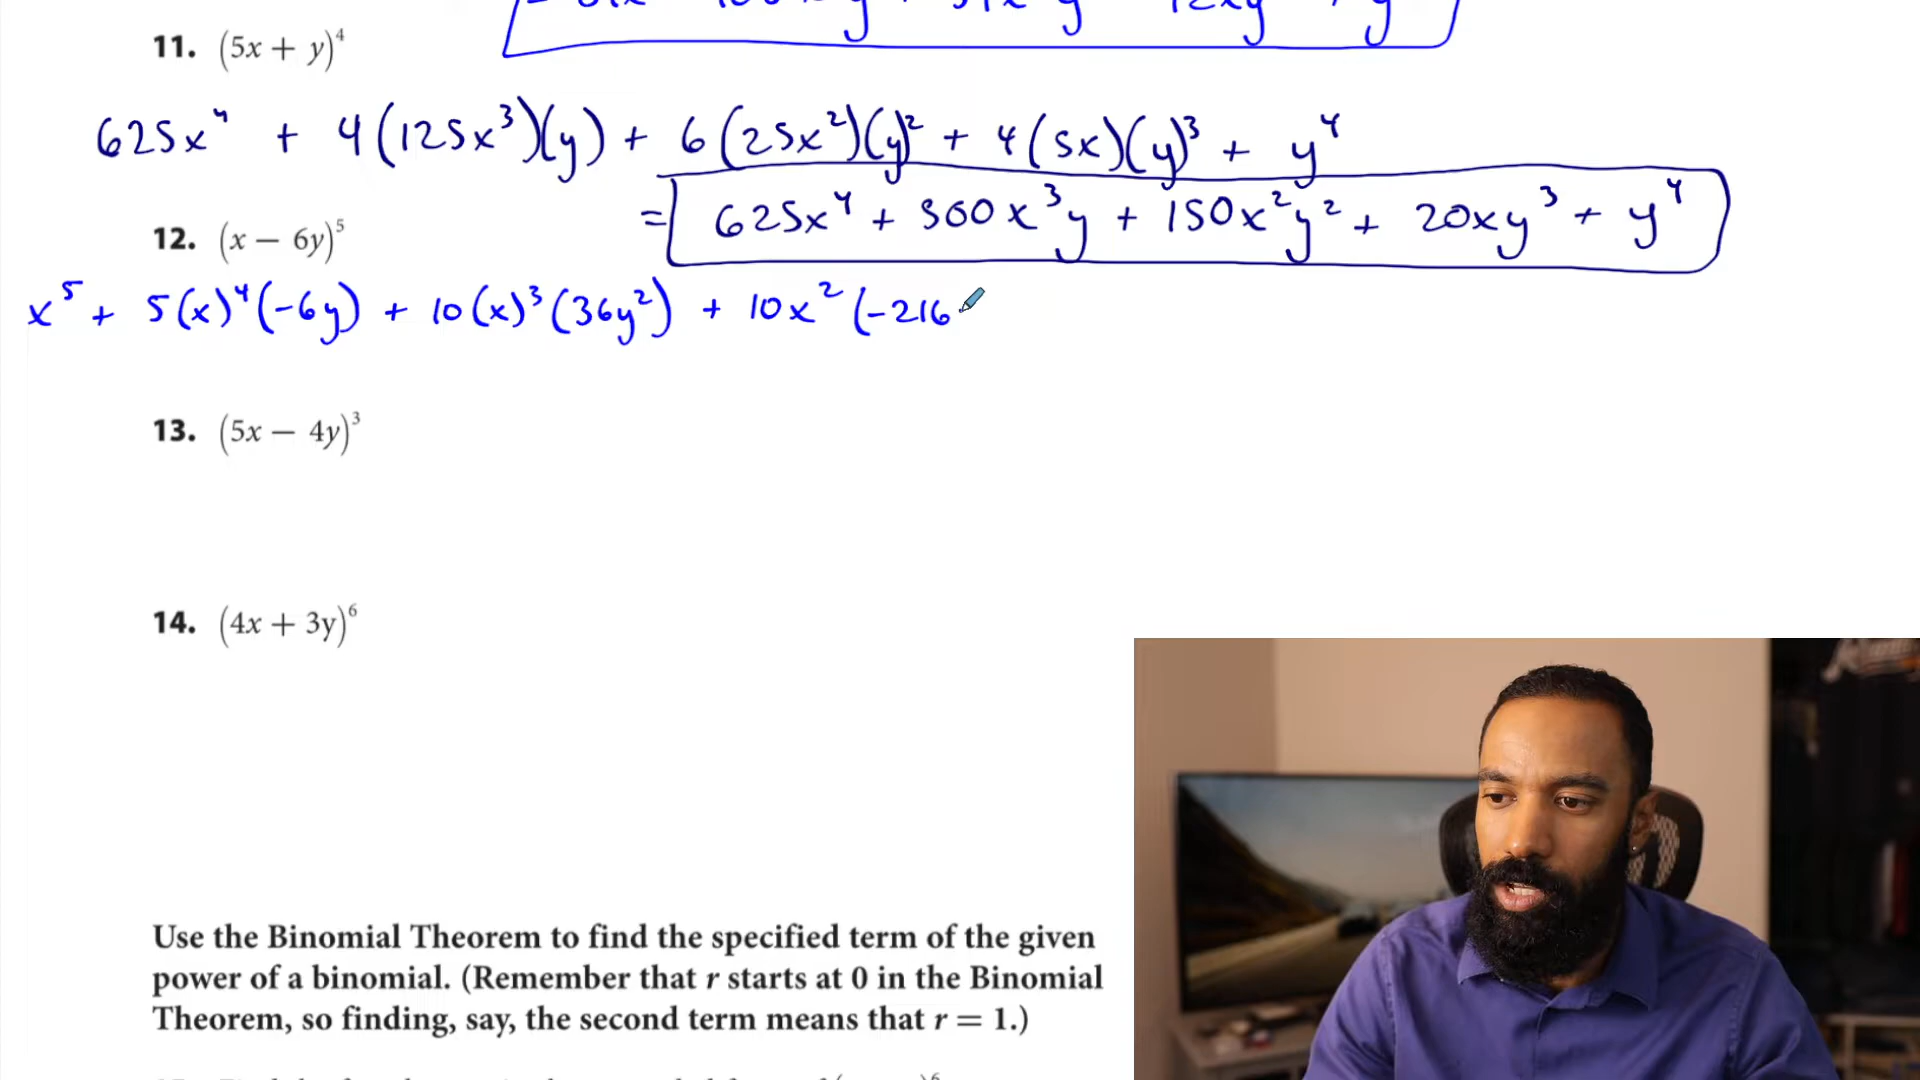 11. (5x + y)⁴
625x⁴ + 4(125x³)(y) + 6(25x²)(y)² + 4(5x)(y)³ + y⁴
= 625x⁴ + 500x³y + 150x²y² + 20xy³ + y⁴
12. (x − 6y)⁵
x⁵ + 5(x)⁴(-6y) + 10(x)³(36y²) + 10x²(-216
13. (5x − 4y)³
14. (4x + 3y)⁶
Use the Binomial Theorem to find the specified term of the given
power of a binomial. (Remember that r starts at 0 in the Binomial
Theorem, so finding, say, the second term means that r = 1.)